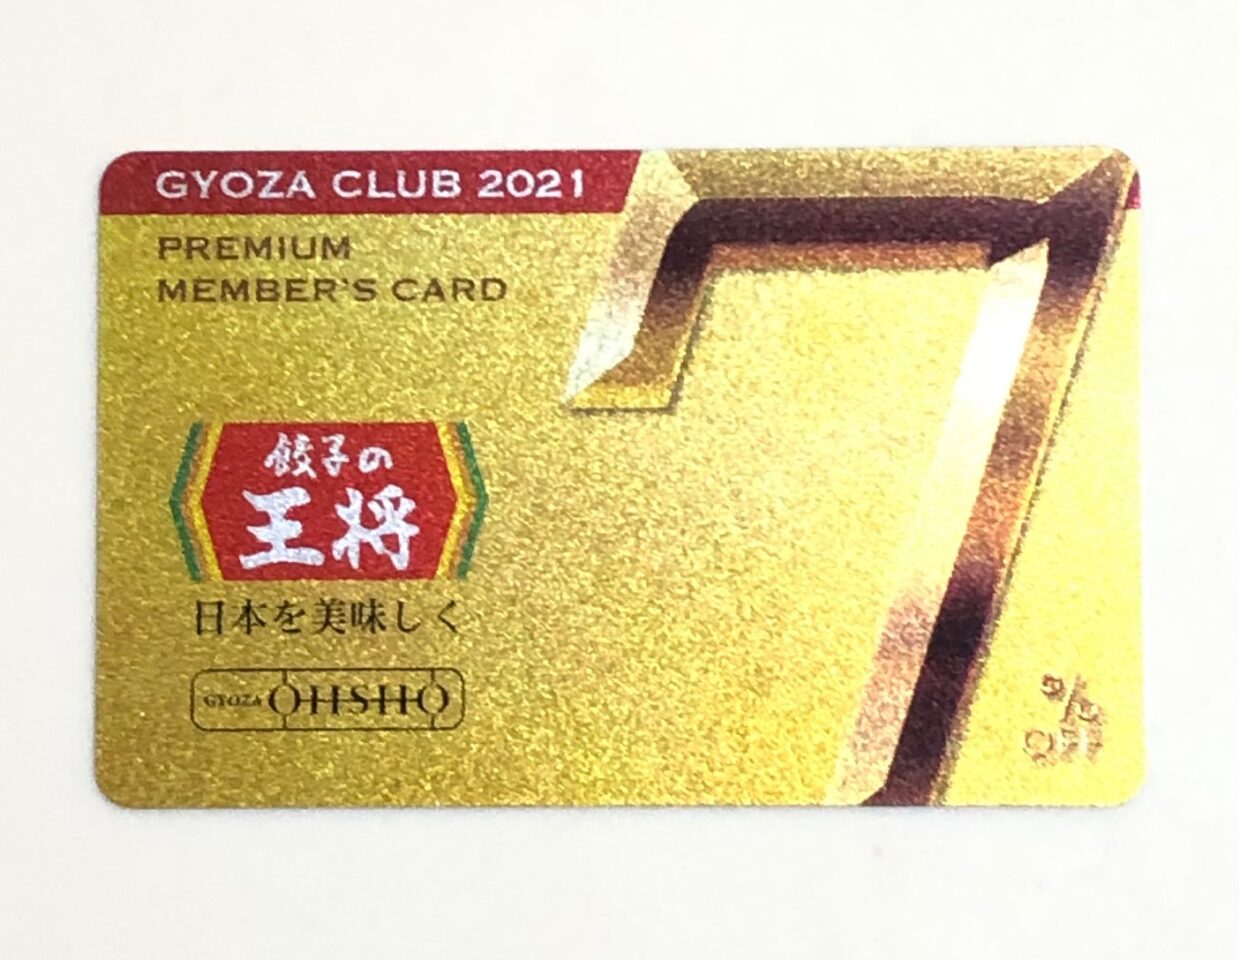 GYOZA CLUB 2021
PREMIUM
MEMBER'S CARD
7
餃子の
王将
日本を美味しく
GYOZA OHSHO
%
OFF